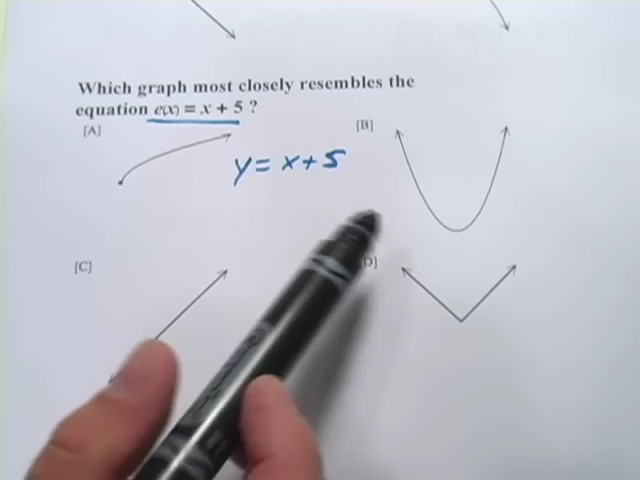 Which graph most closely resembles the
equation e(x) = x + 5 ?
[A]
[B]
y = x + 5
[C]
D]